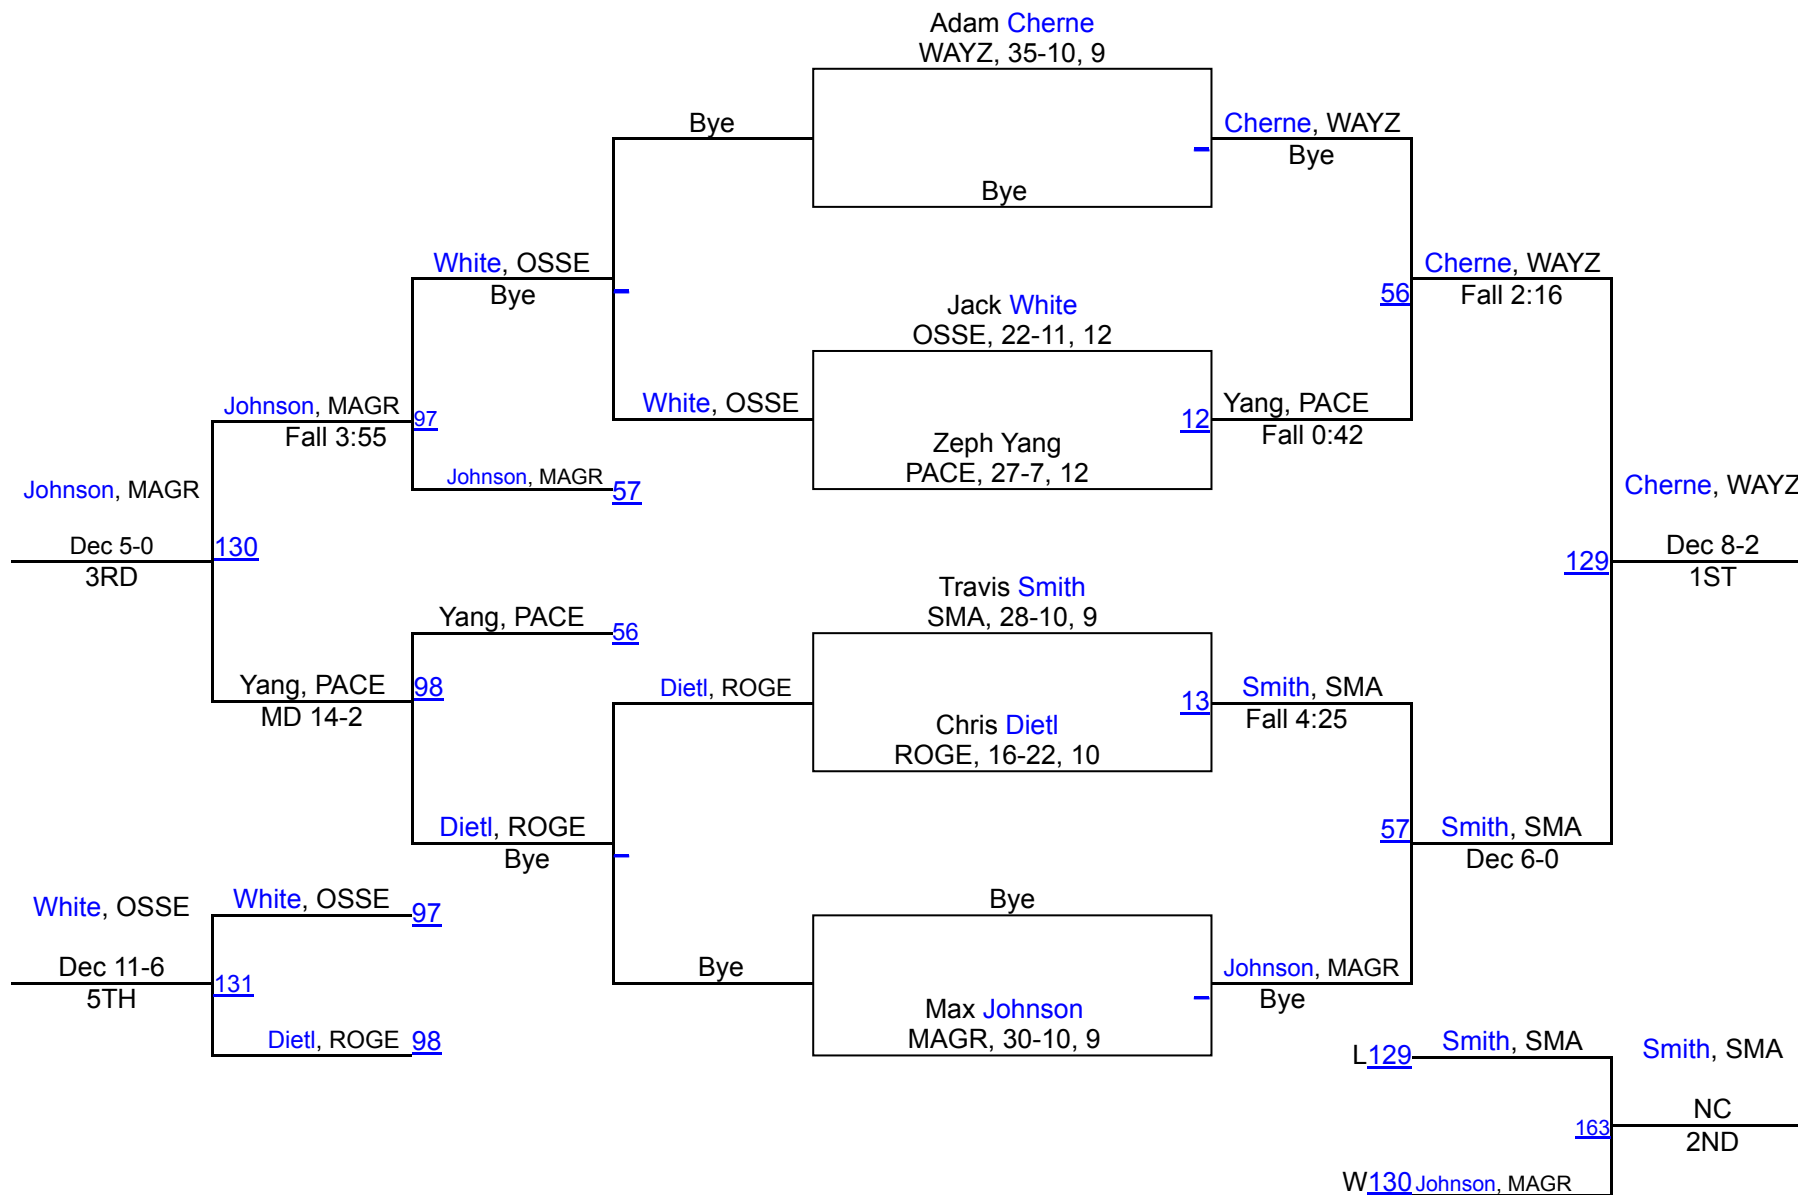 Adam Cherne
WAYZ, 35-10, 9
Bye
Cherne, WAYZ
Bye
Bye
White, OSSE
Bye
Cherne, WAYZ
56
Fall 2:16
Jack White
OSSE, 22-11, 12
Johnson, MAGR
97
Fall 3:55
White, OSSE
12
Yang, PACE
Fall 0:42
Zeph Yang
PACE, 27-7, 12
Johnson, MAGR
57
Johnson, MAGR
Cherne, WAYZ
Dec 5-0
130
3RD
129
Dec 8-2
1ST
Travis Smith
SMA, 28-10, 9
Yang, PACE
56
Yang, PACE
98
MD 14-2
Dietl, ROGE
13
Smith, SMA
Fall 4:25
Chris Dietl
ROGE, 16-22, 10
Dietl, ROGE
Bye
57
Smith, SMA
Dec 6-0
White, OSSE
White, OSSE
97
Bye
Dec 11-6
131
5TH
Bye
Johnson, MAGR
Bye
Max Johnson
MAGR, 30-10, 9
Dietl, ROGE
98
L129
Smith, SMA
Smith, SMA
163
NC
2ND
W130 Johnson, MAGR